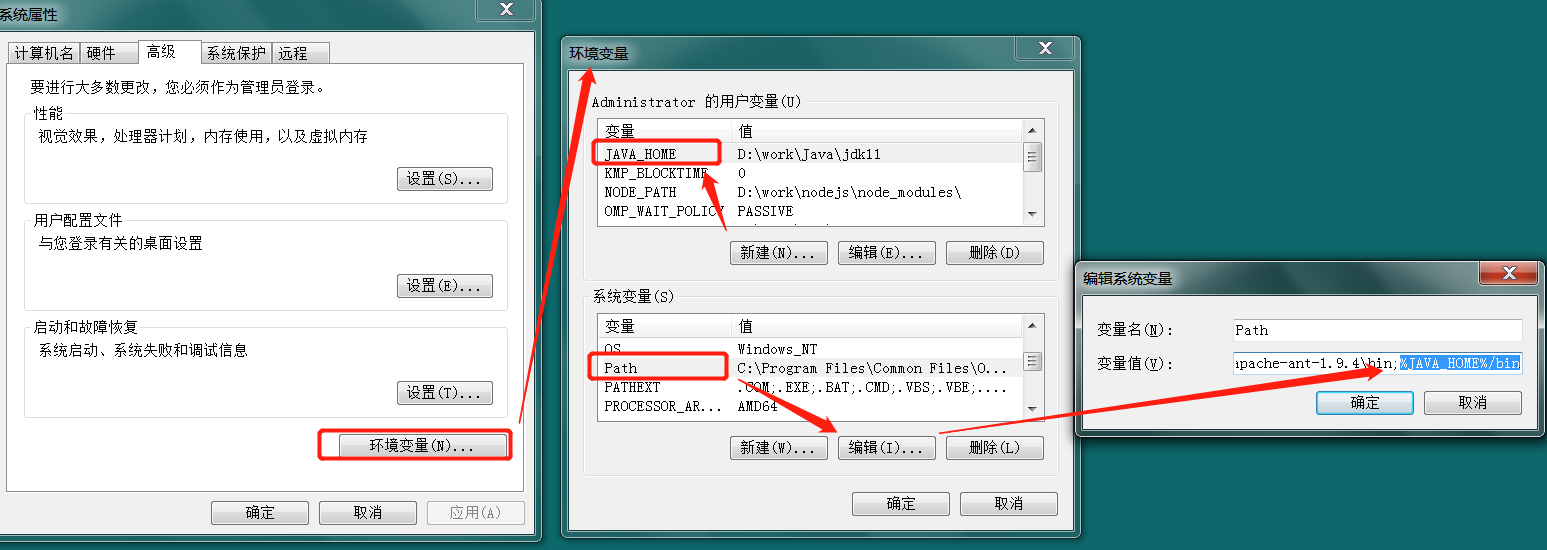 系统属性
计算机名 硬件 高级 系统保护 远程
要进行大多数更改，您必须作为管理员登录。
性能
视觉效果，处理器计划，内存使用，以及虚拟内存
设置(S)...
用户配置文件
与您登录有关的桌面设置
设置(E)...
启动和故障恢复
系统启动、系统失败和调试信息
设置(T)...
环境变量(N)...
确定 取消 应用(A)
环境变量
Administrator 的用户变量(U)
变量 值
JAVA_HOME D:\work\Java\jdk11
KMP_BLOCKTIME 0
NODE_PATH D:\work\nodejs\node_modules\
OMP_WAIT_POLICY PASSIVE
新建(N)... 编辑(E)... 删除(D)
系统变量(S)
变量 值
OS Windows_NT
Path C:\Program Files\Common Files\O...
PATHEXT .COM;.EXE;.BAT;.CMD;.VBS;.VBE;....
PROCESSOR_AR... AMD64
新建(W)... 编辑(I)... 删除(L)
确定 取消
编辑系统变量
变量名(N): Path
变量值(V): apache-ant-1.9.4\bin;%JAVA_HOME%/bin
确定 取消